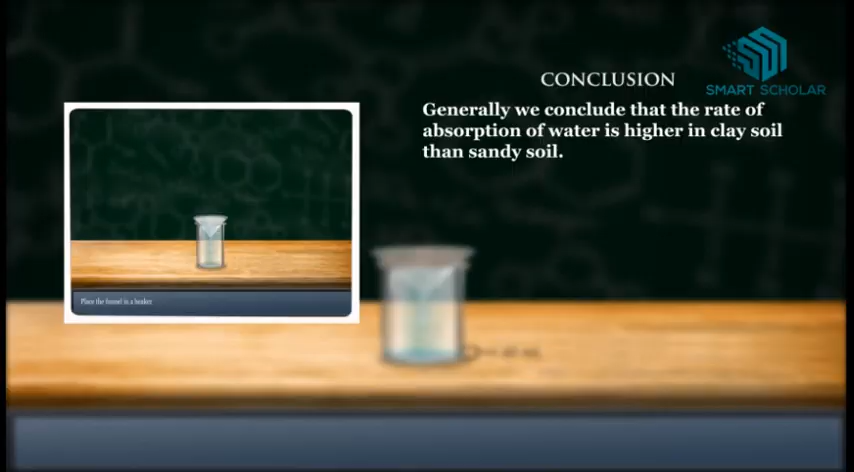 SMART SCHOLAR
CONCLUSION
Generally we conclude that the rate of
absorption of water is higher in clay soil
than sandy soil.
Place the funnel in a beaker